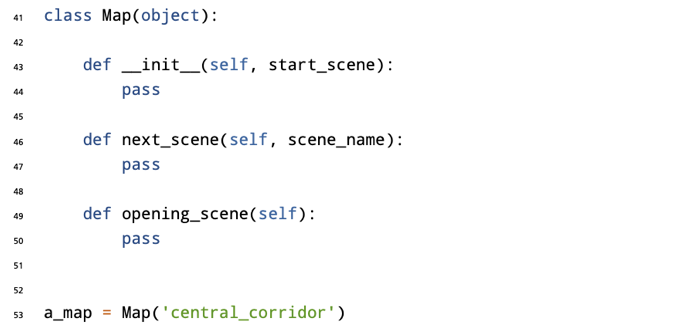 41 class Map(object):
42
43     def __init__(self, start_scene):
44         pass
45
46     def next_scene(self, scene_name):
47         pass
48
49     def opening_scene(self):
50         pass
51
52
53 a_map = Map('central_corridor')